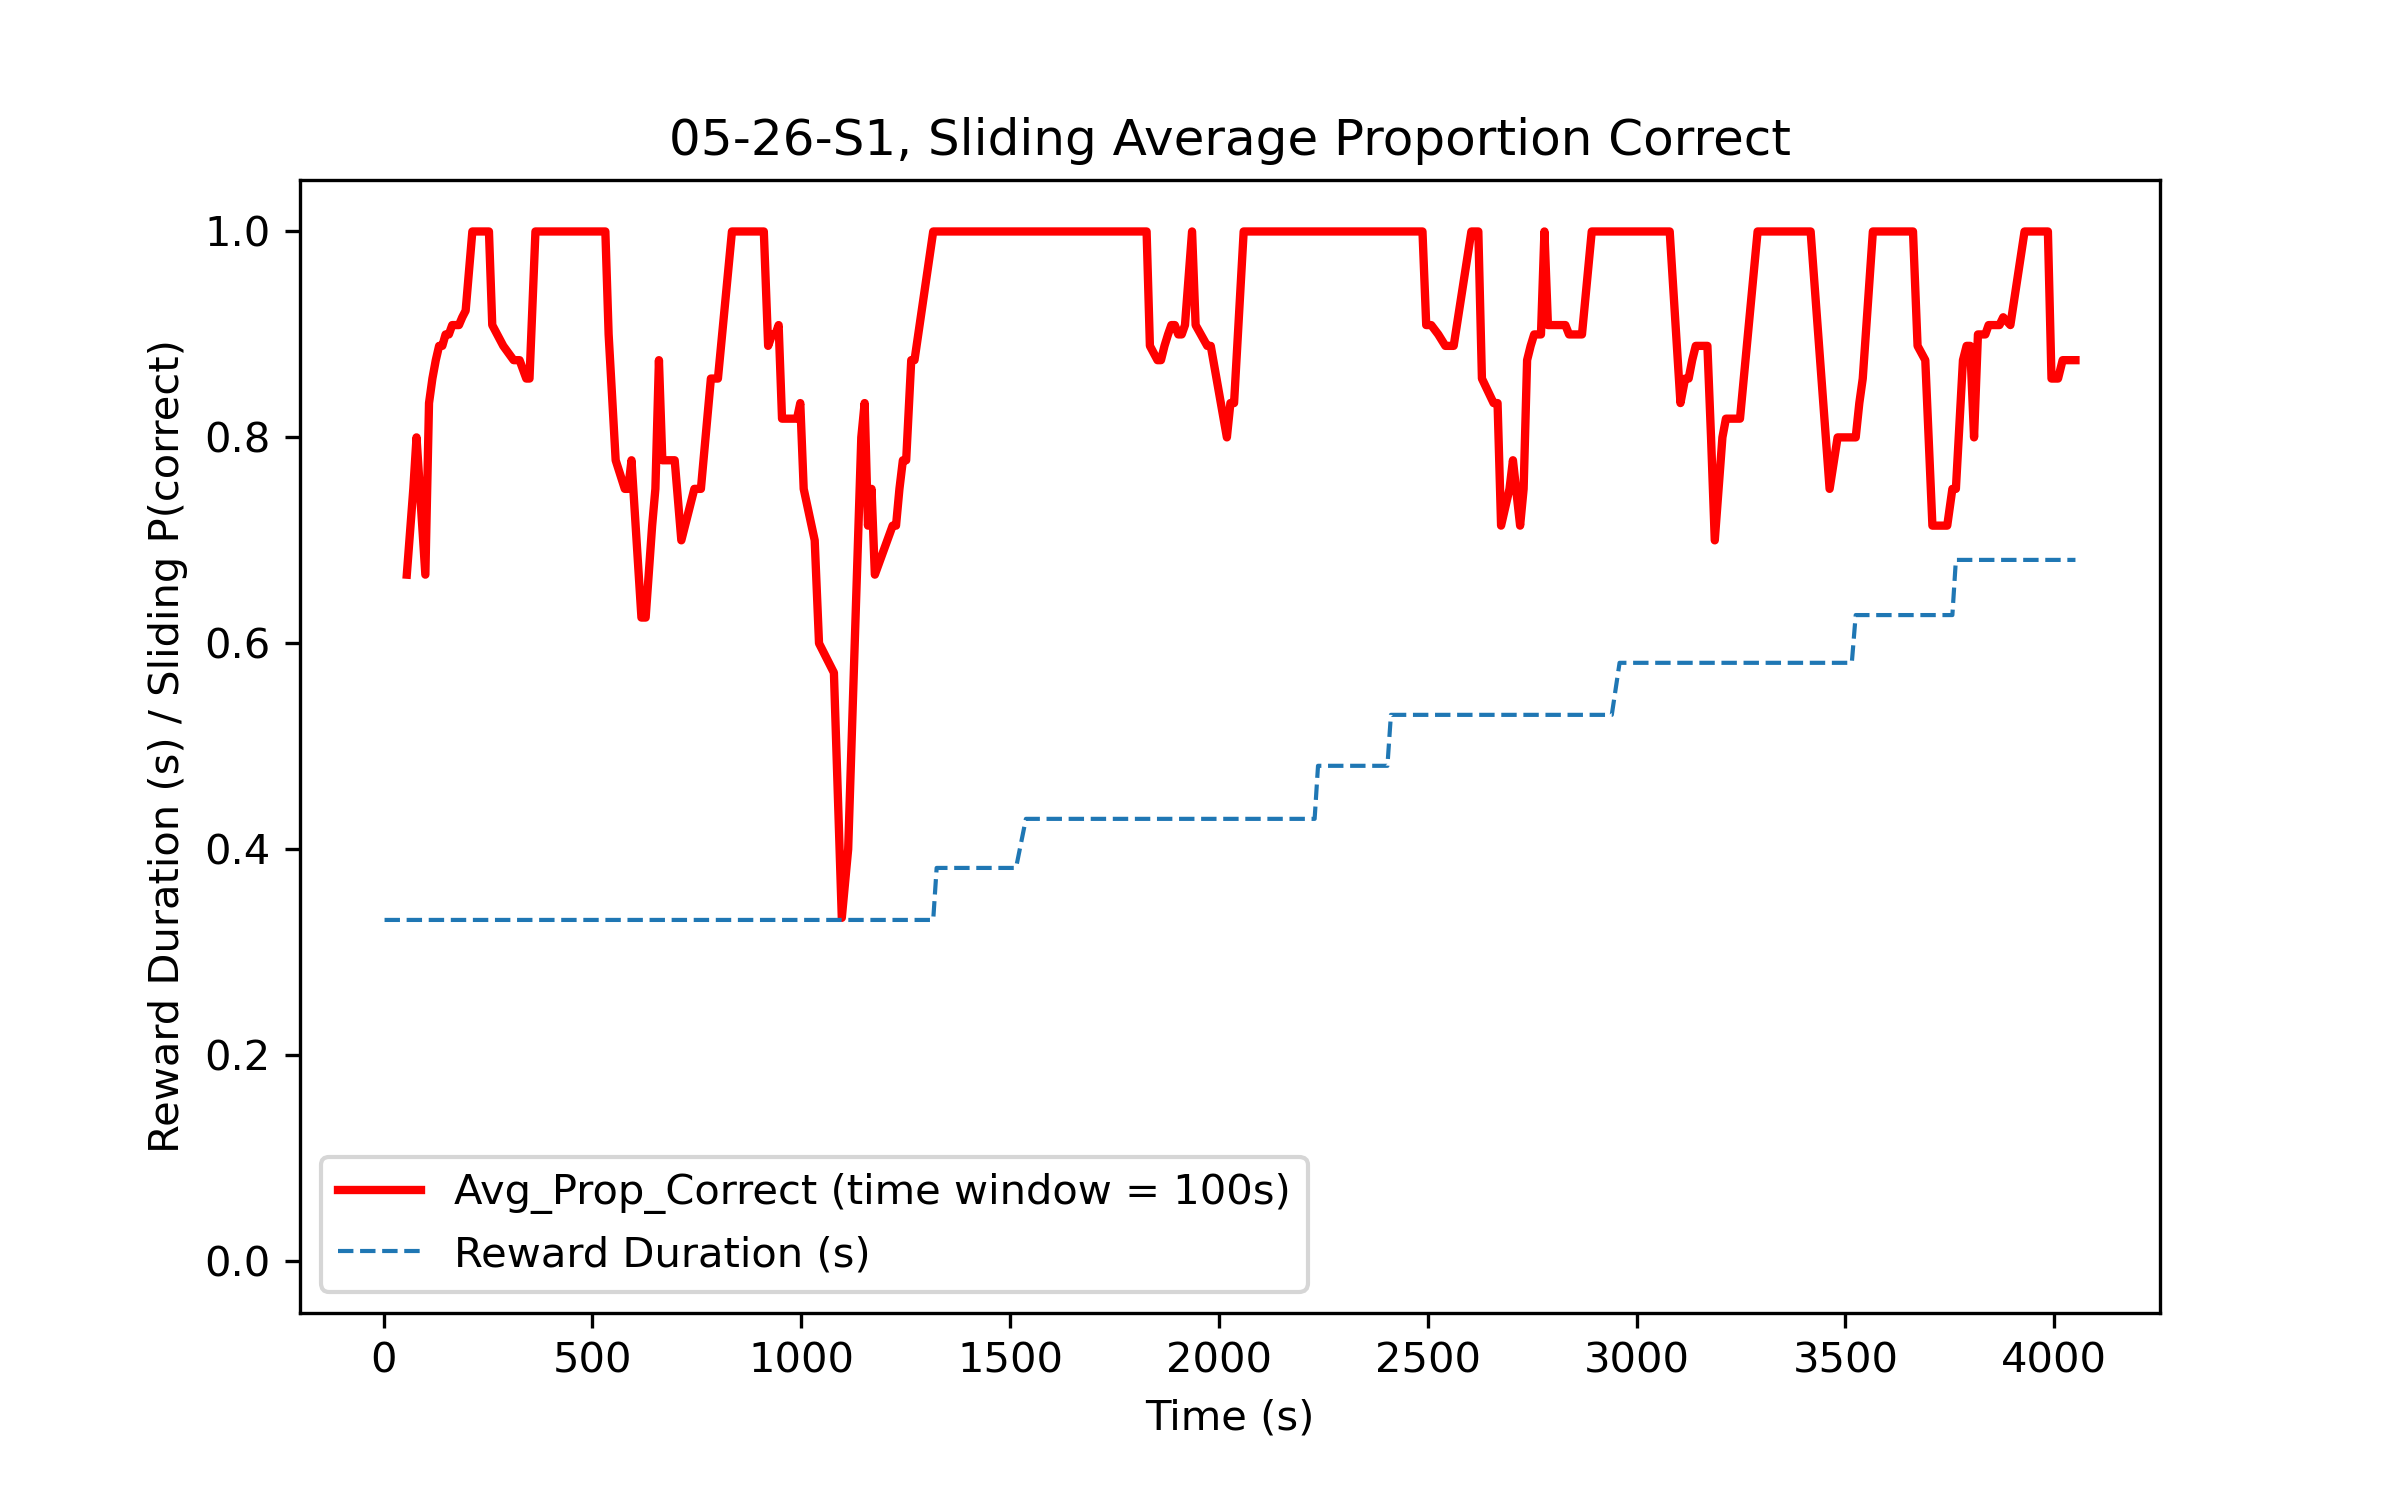 05-26-S1, Sliding Average Proportion Correct
Reward Duration (s) / Sliding P(correct)
1.0
0.8
0.6
0.4
0.2
0.0
Avg_Prop_Correct (time window = 100s)
Reward Duration (s)
0 500 1000 1500 2000 2500 3000 3500 4000
Time (s)